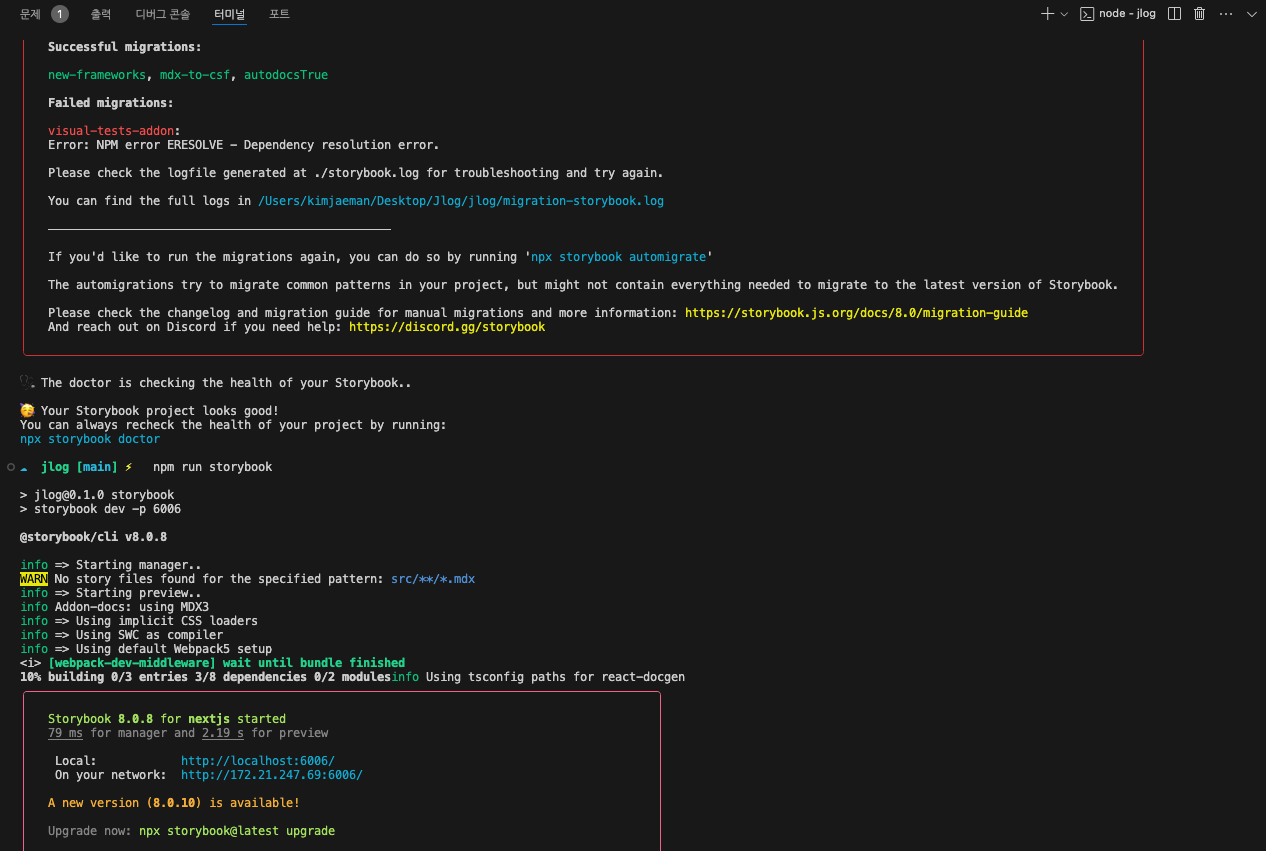 문제 1 출력 디버그 콘솔 터미널 포트 node - jlog
Successful migrations:
new-frameworks, mdx-to-csf, autodocsTrue
Failed migrations:
visual-tests-addon:
Error: NPM error ERESOLVE - Dependency resolution error.
Please check the logfile generated at ./storybook.log for troubleshooting and try again.
You can find the full logs in /Users/kimjaeman/Desktop/Jlog/jlog/migration-storybook.log
If you'd like to run the migrations again, you can do so by running 'npx storybook automigrate'
The automigrations try to migrate common patterns in your project, but might not contain everything needed to migrate to the latest version of Storybook.
Please check the changelog and migration guide for manual migrations and more information: https://storybook.js.org/docs/8.0/migration-guide
And reach out on Discord if you need help: https://discord.gg/storybook
🩺 The doctor is checking the health of your Storybook..
🥳 Your Storybook project looks good!
You can always recheck the health of your project by running:
npx storybook doctor
☁ jlog [main] ⚡ npm run storybook
> jlog@0.1.0 storybook
> storybook dev -p 6006
@storybook/cli v8.0.8
info => Starting manager..
WARN No story files found for the specified pattern: src/**/*.mdx
info => Starting preview..
info Addon-docs: using MDX3
info => Using implicit CSS loaders
info => Using SWC as compiler
info => Using default Webpack5 setup
<i> [webpack-dev-middleware] wait until bundle finished
10% building 0/3 entries 3/8 dependencies 0/2 modulesinfo Using tsconfig paths for react-docgen
Storybook 8.0.8 for nextjs started
79 ms for manager and 2.19 s for preview
Local: http://localhost:6006/
On your network: http://172.21.247.69:6006/
A new version (8.0.10) is available!
Upgrade now: npx storybook@latest upgrade